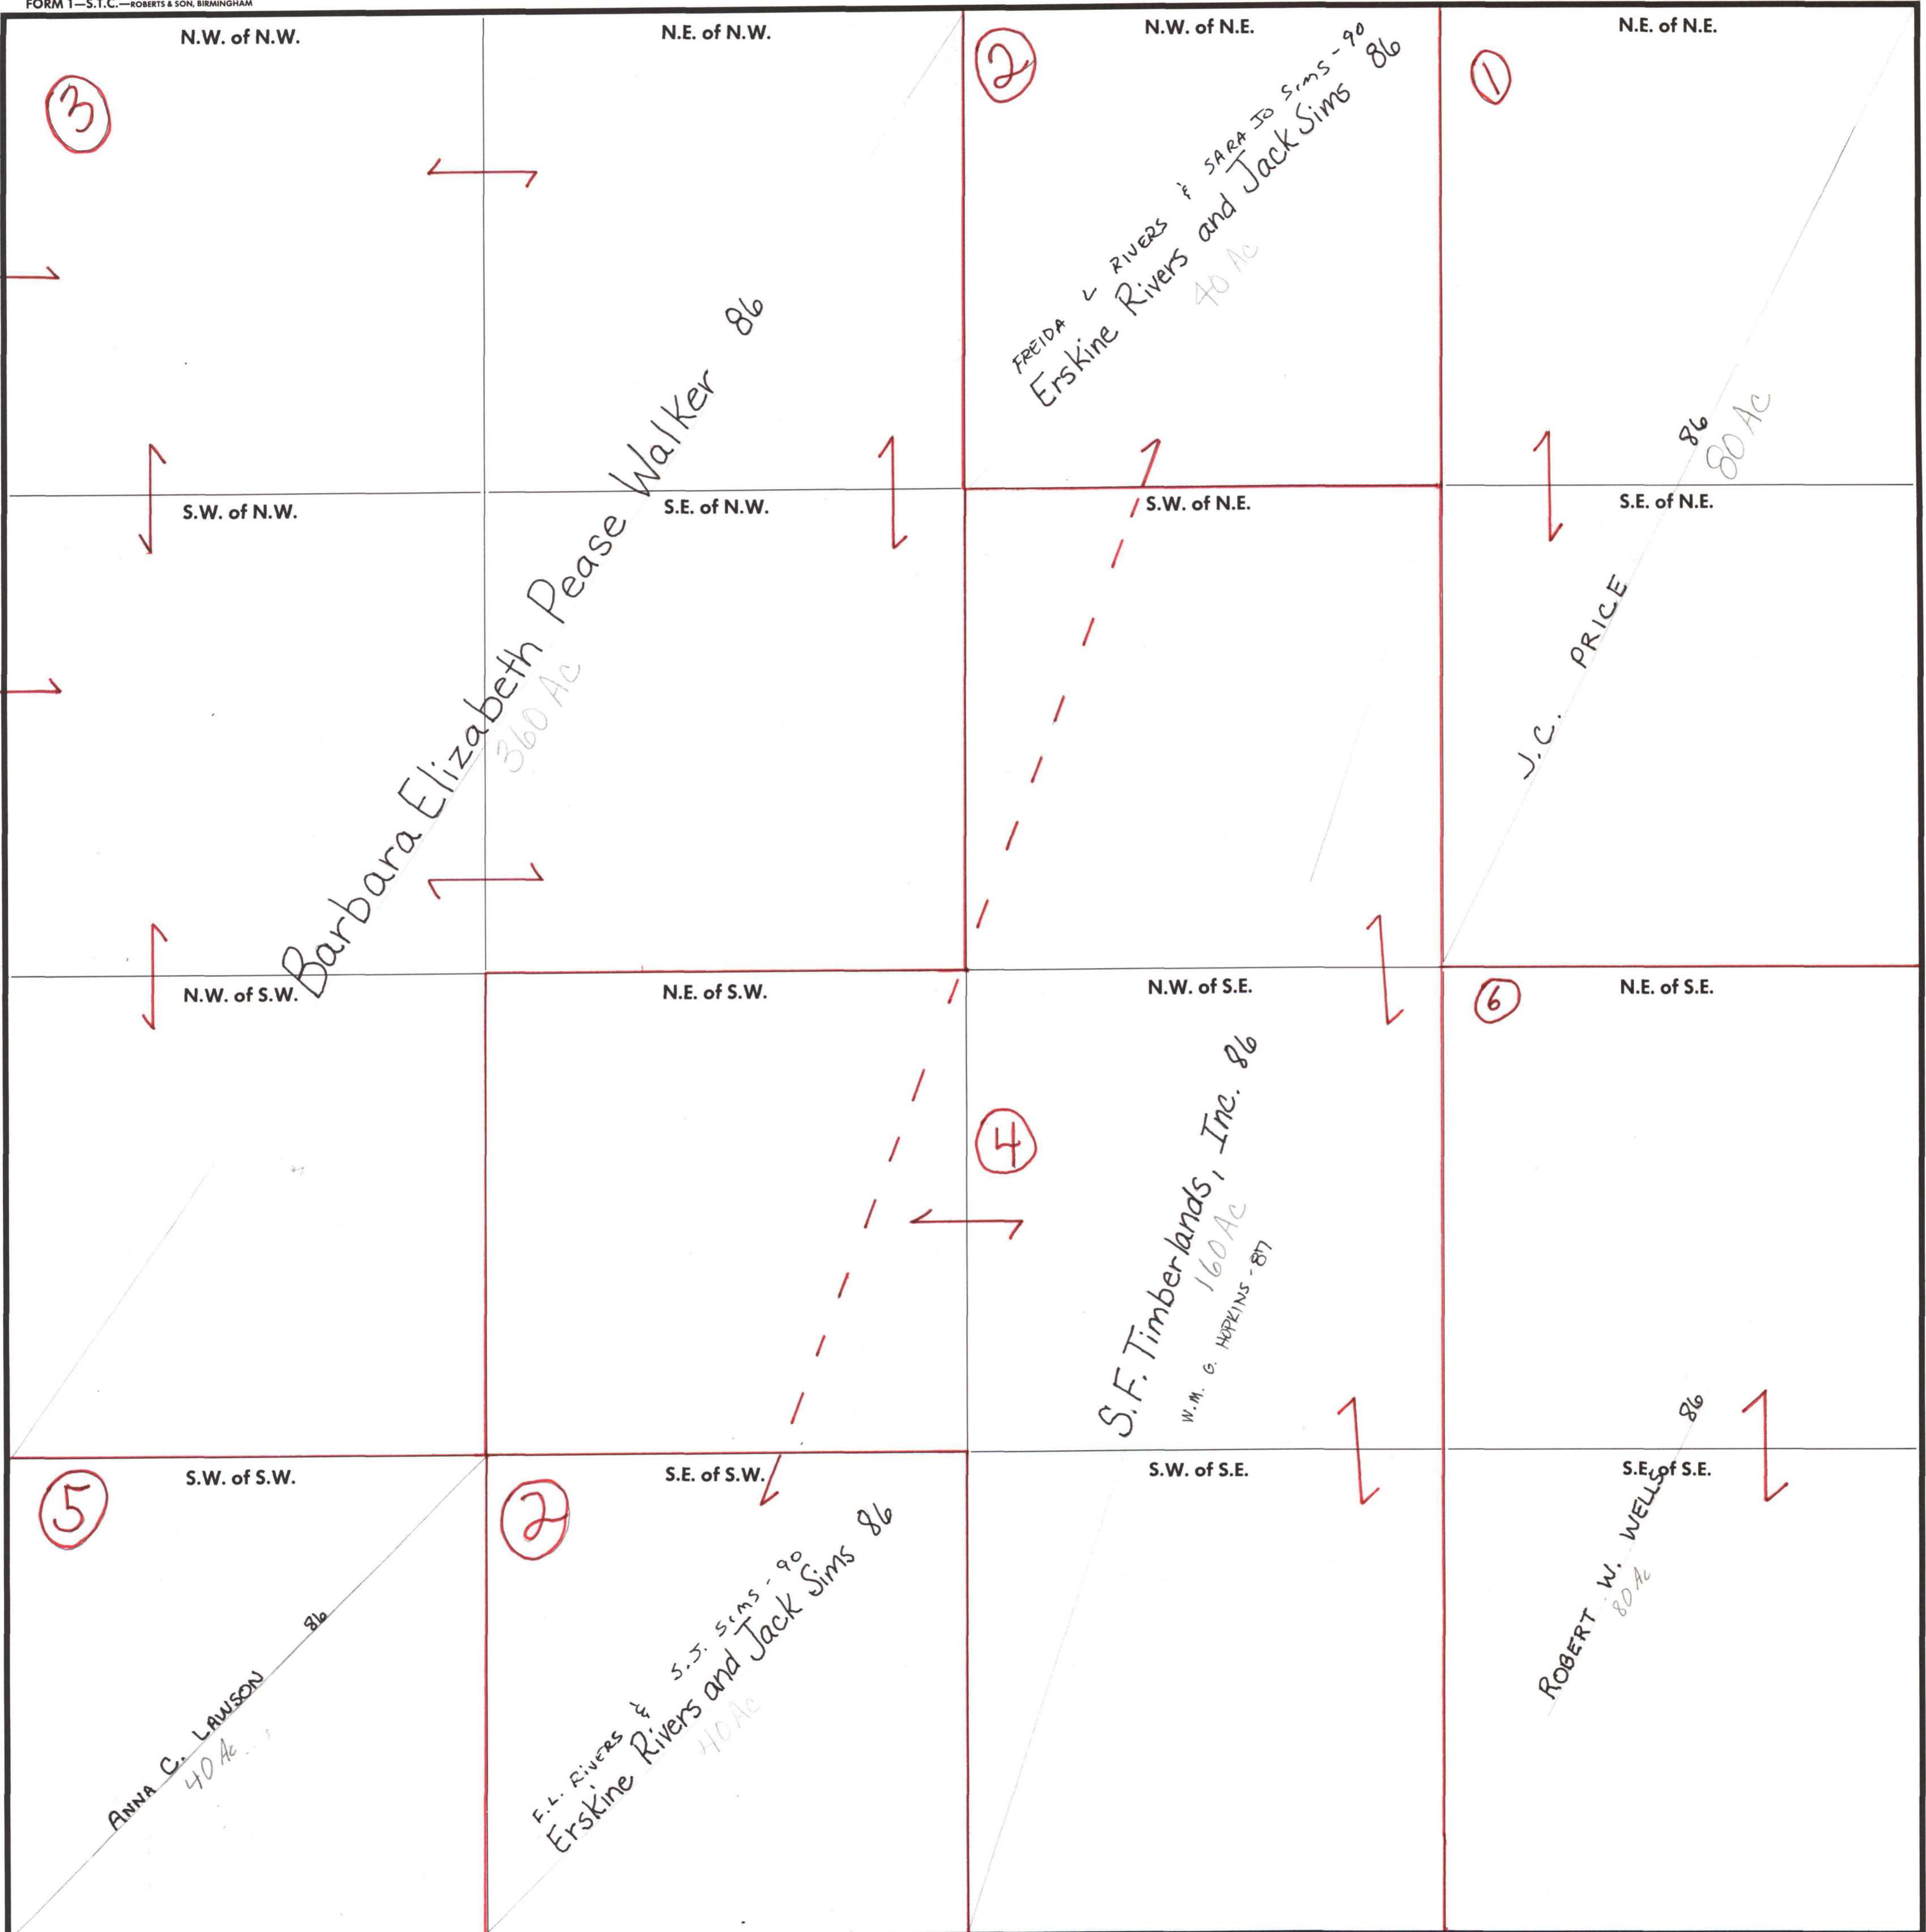 FORM 1—S.T.C.—ROBERTS & SON, BIRMINGHAM
N.W. of N.W.
N.E. of N.W.
N.W. of N.E.
N.E. of N.E.
3
2
1
FREIDA L RIVERS & SARA JO SIMS - 90
Erskine Rivers and Jack Sims 86
40 AC
Barbara Elizabeth Pease Walker 86
360 AC
S.W. of N.W.
S.E. of N.W.
S.W. of N.E.
S.E. of N.E.
J.C. PRICE 86
80 AC
N.W. of S.W.
N.E. of S.W.
N.W. of S.E.
N.E. of S.E.
6
4
S.F. Timberlands, Inc. 86
160 AC
W.M. G. HOPKINS - 87
S.W. of S.W.
S.E. of S.W.
S.W. of S.E.
S.E. of S.E.
5
2
ANNA C. LAWSON 86
40 Ac
F.L. RIVERS & S.J. SIMS - 90
Erskine Rivers and Jack Sims 86
40 Ac
ROBERT W. WELLS 86
80 Ac